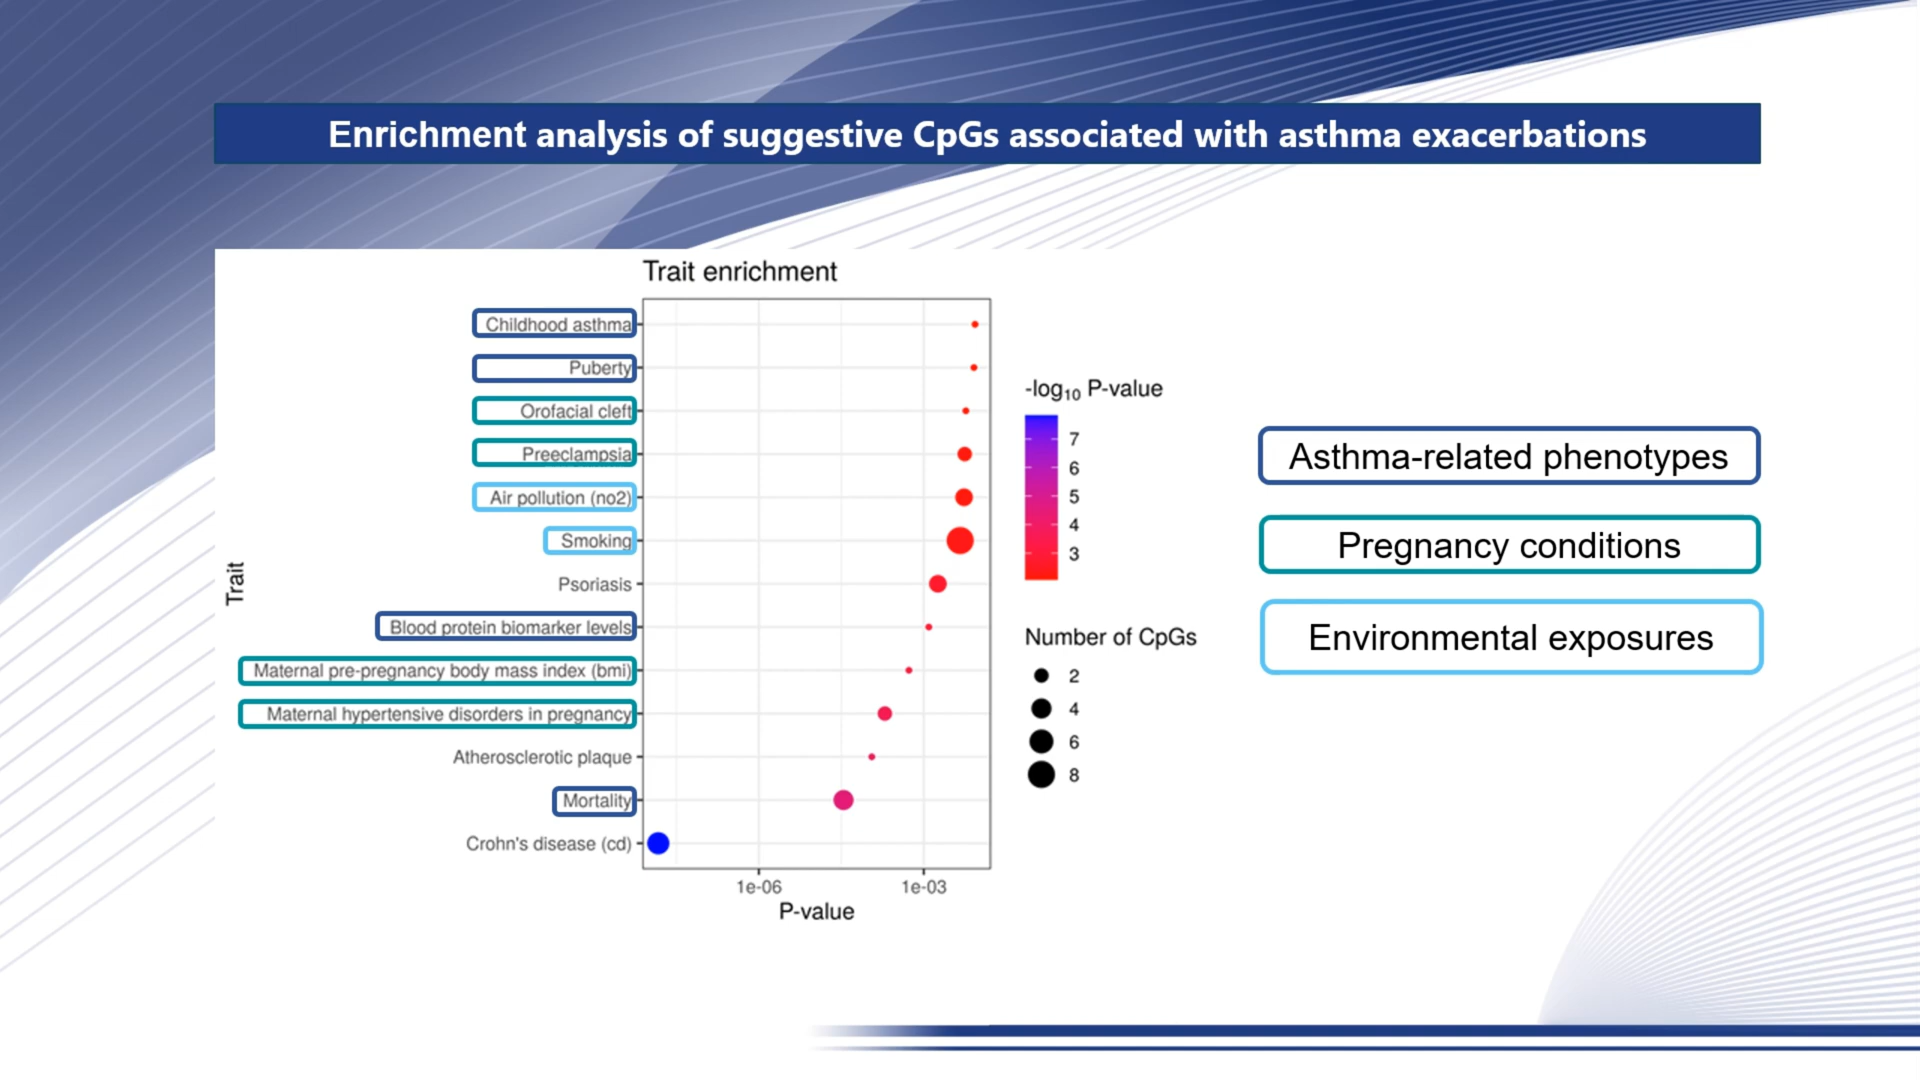 Enrichment analysis of suggestive CpGs associated with asthma exacerbations
Trait enrichment
Childhood asthma
Puberty
Orofacial cleft
Preeclampsia
Air pollution (no2)
Smoking
Psoriasis
Blood protein biomarker levels
Maternal pre-pregnancy body mass index (bmi)
Maternal hypertensive disorders in pregnancy
Atherosclerotic plaque
Mortality
Crohn's disease (cd)
Trait
1e-06
1e-03
P-value
-log10 P-value
7
6
5
4
3
Number of CpGs
2
4
6
8
Asthma-related phenotypes
Pregnancy conditions
Environmental exposures